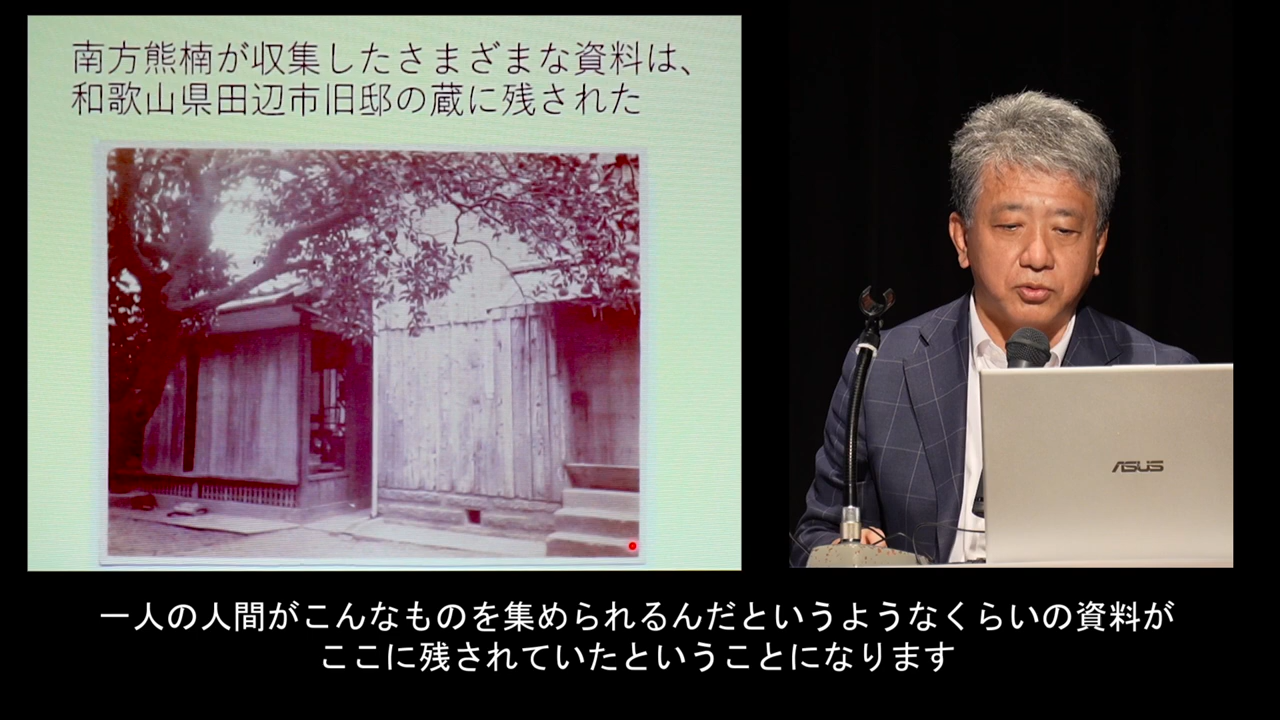 南方熊楠が収集したさまざまな資料は、
和歌山県田辺市旧邸の蔵に残された
ASUS
一人の人間がこんなものを集められるんだというようなくらいの資料が
ここに残されていたということになります